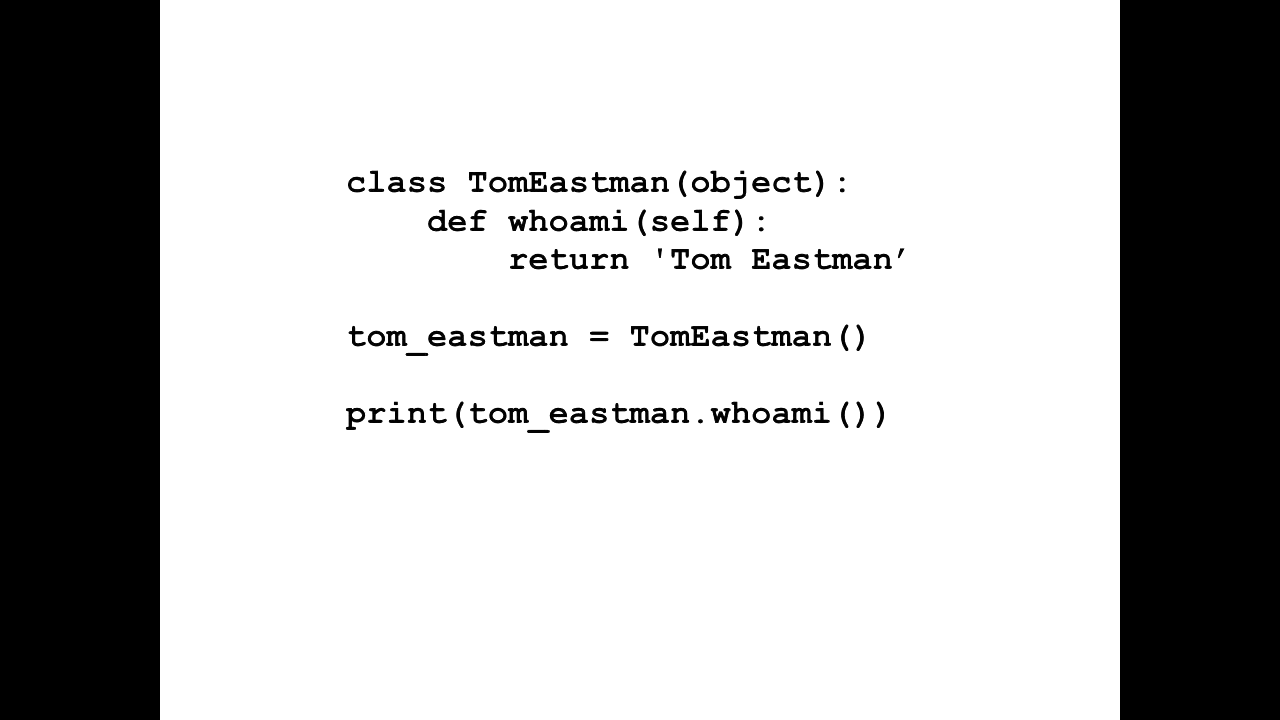 class TomEastman(object):
    def whoami(self):
        return 'Tom Eastman’
tom_eastman = TomEastman()
print(tom_eastman.whoami())